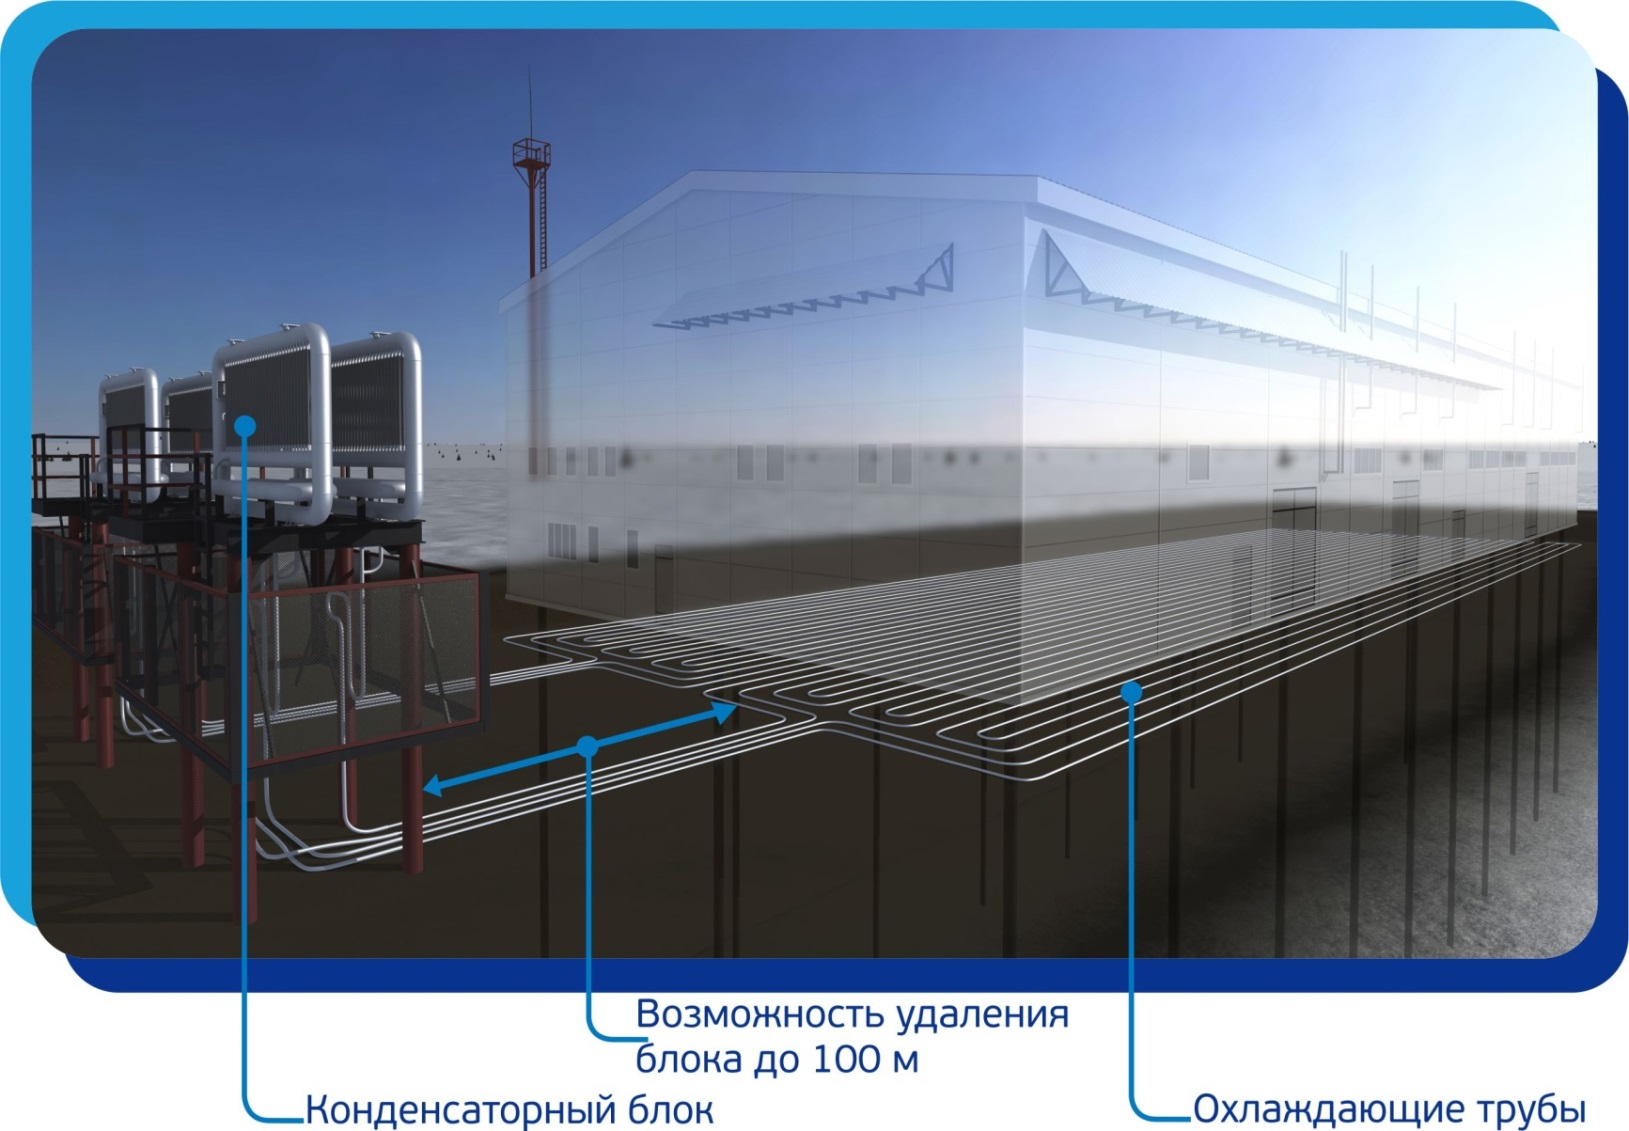 Возможность удаления
блока до 100 м
Конденсаторный блок
Охлаждающие трубы